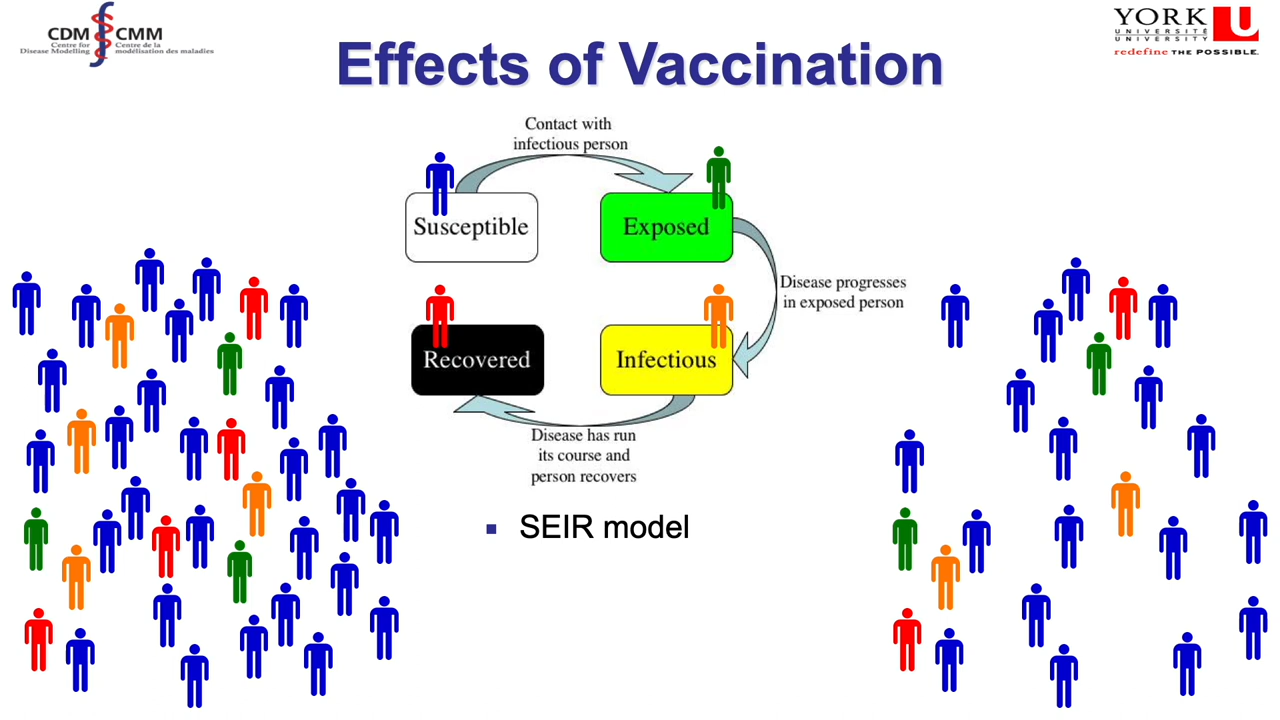 CDM CMM
Centre for Centre de la
Disease Modelling modélisation des maladies
YORK U
UNIVERSITÉ
UNIVERSITY
redefine THE POSSIBLE.
Effects of Vaccination
Contact with
infectious person
Susceptible
Exposed
Disease progresses
in exposed person
Recovered
Infectious
Disease has run
its course and
person recovers
▪ SEIR model